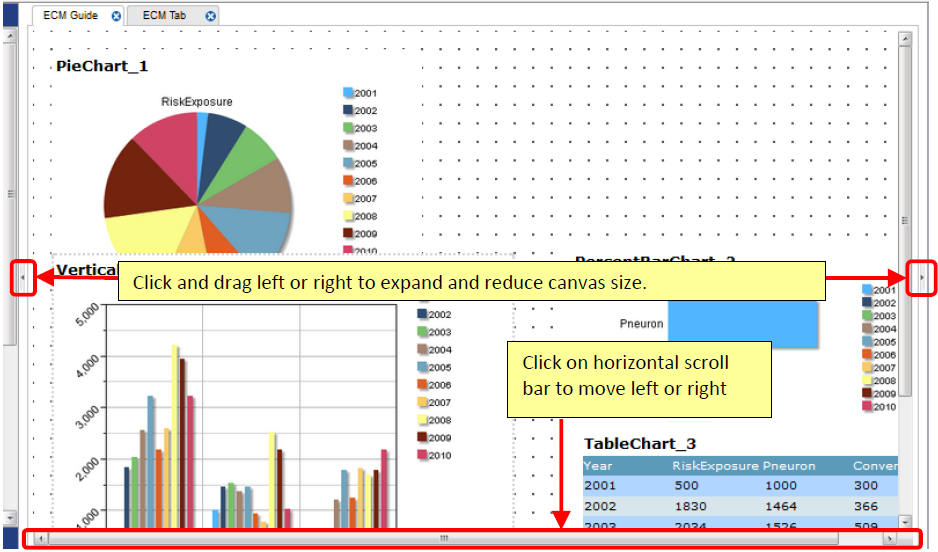 ECM Guide
ECM Tab
PieChart_1
RiskExposure
2001
2002
2003
2004
2005
2006
2007
2008
2009
2010
Click and drag left or right to expand and reduce canvas size.
5,000
4,000
3,000
2,000
1,000
2002
2003
2004
2005
2006
2007
2008
2009
2010
PercentBarChart_2
Pneuron
2001
2002
2003
2004
2005
2006
2007
2008
2009
2010
Click on horizontal scroll
bar to move left or right
TableChart_3
Year RiskExposure Pneuron Conver
2001 500 1000 300
2002 1830 1464 366
2003 2034 1526 509